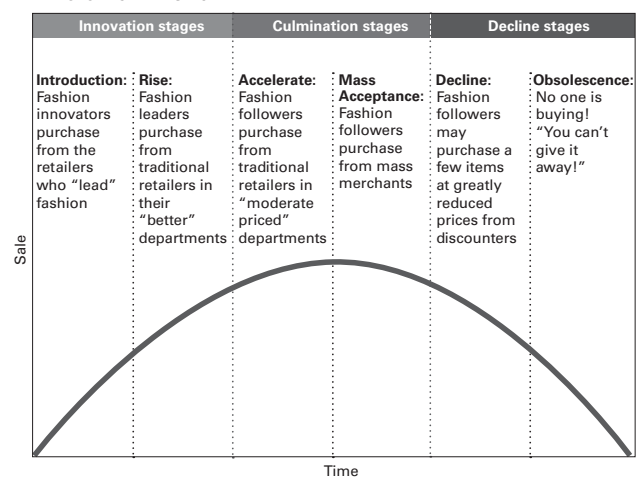 Innovation stages
Culmination stages
Decline stages
Introduction:
Fashion
innovators
purchase
from the
retailers
who “lead”
fashion
Rise:
Fashion
leaders
purchase
from
traditional
retailers in
their
“better”
departments
Accelerate:
Fashion
followers
purchase
from
traditional
retailers in
“moderate
priced”
departments
Mass
Acceptance:
Fashion
followers
purchase
from mass
merchants
Decline:
Fashion
followers
may
purchase a
few items
at greatly
reduced
prices from
discounters
Obsolescence:
No one is
buying!
“You can’t
give it
away!”
Sale
Time